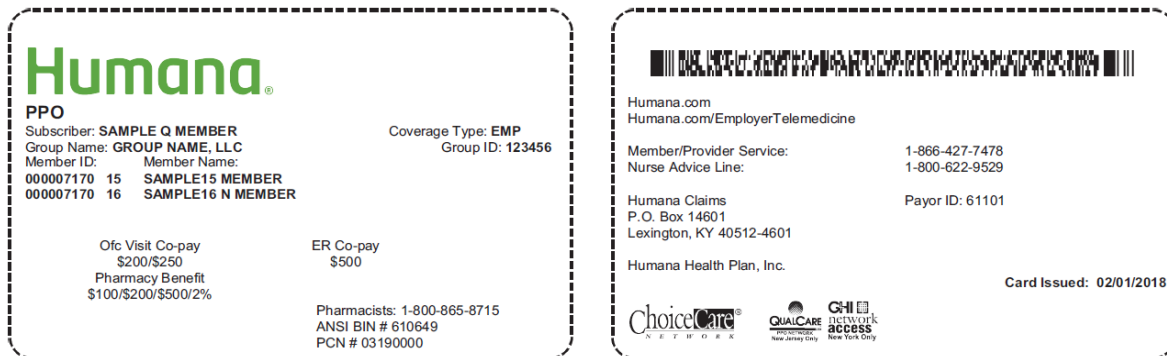 Humana®
PPO
Subscriber: SAMPLE Q MEMBER Coverage Type: EMP
Group Name: GROUP NAME, LLC Group ID: 123456
Member ID: Member Name:
000007170 15 SAMPLE15 MEMBER
000007170 16 SAMPLE16 N MEMBER
Ofc Visit Co-pay ER Co-pay
$200/$250 $500
Pharmacy Benefit
$100/$200/$500/2%
Pharmacists: 1-800-865-8715
ANSI BIN # 610649
PCN # 03190000
Humana.com
Humana.com/EmployerTelemedicine
Member/Provider Service: 1-866-427-7478
Nurse Advice Line: 1-800-622-9529
Humana Claims Payor ID: 61101
P.O. Box 14601
Lexington, KY 40512-4601
Humana Health Plan, Inc.
Card Issued: 02/01/2018
ChoiceCare®
NETWORK
QUALCARE
PPO NETWORK
New Jersey Only
GHI
network
access
New York Only